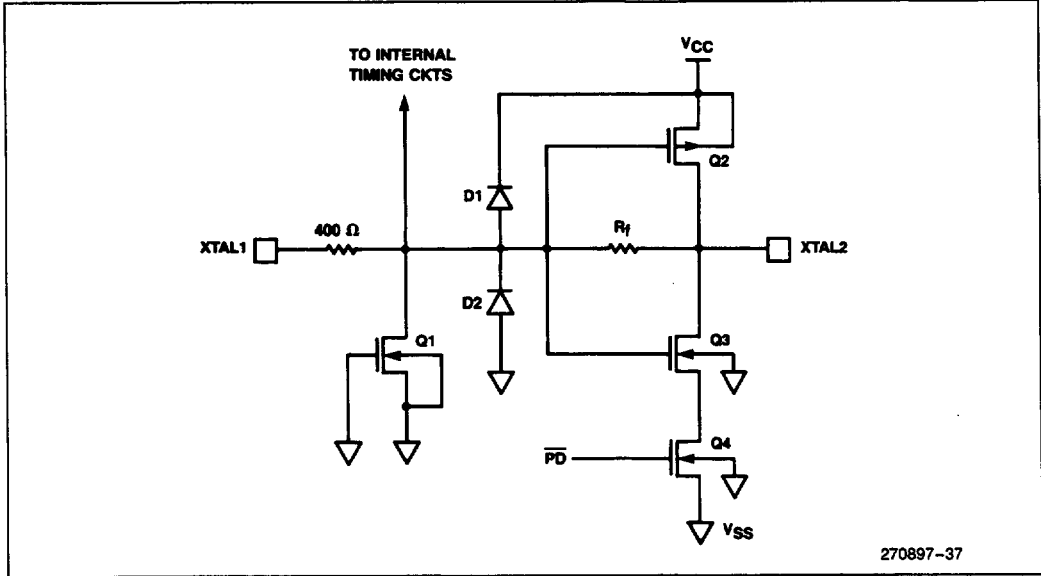 TO INTERNAL
TIMING CKTS
VCC
Q2
D1
400 Ω
Rf
XTAL1
XTAL2
D2
Q1
Q3
PD
Q4
VSS
270897-37